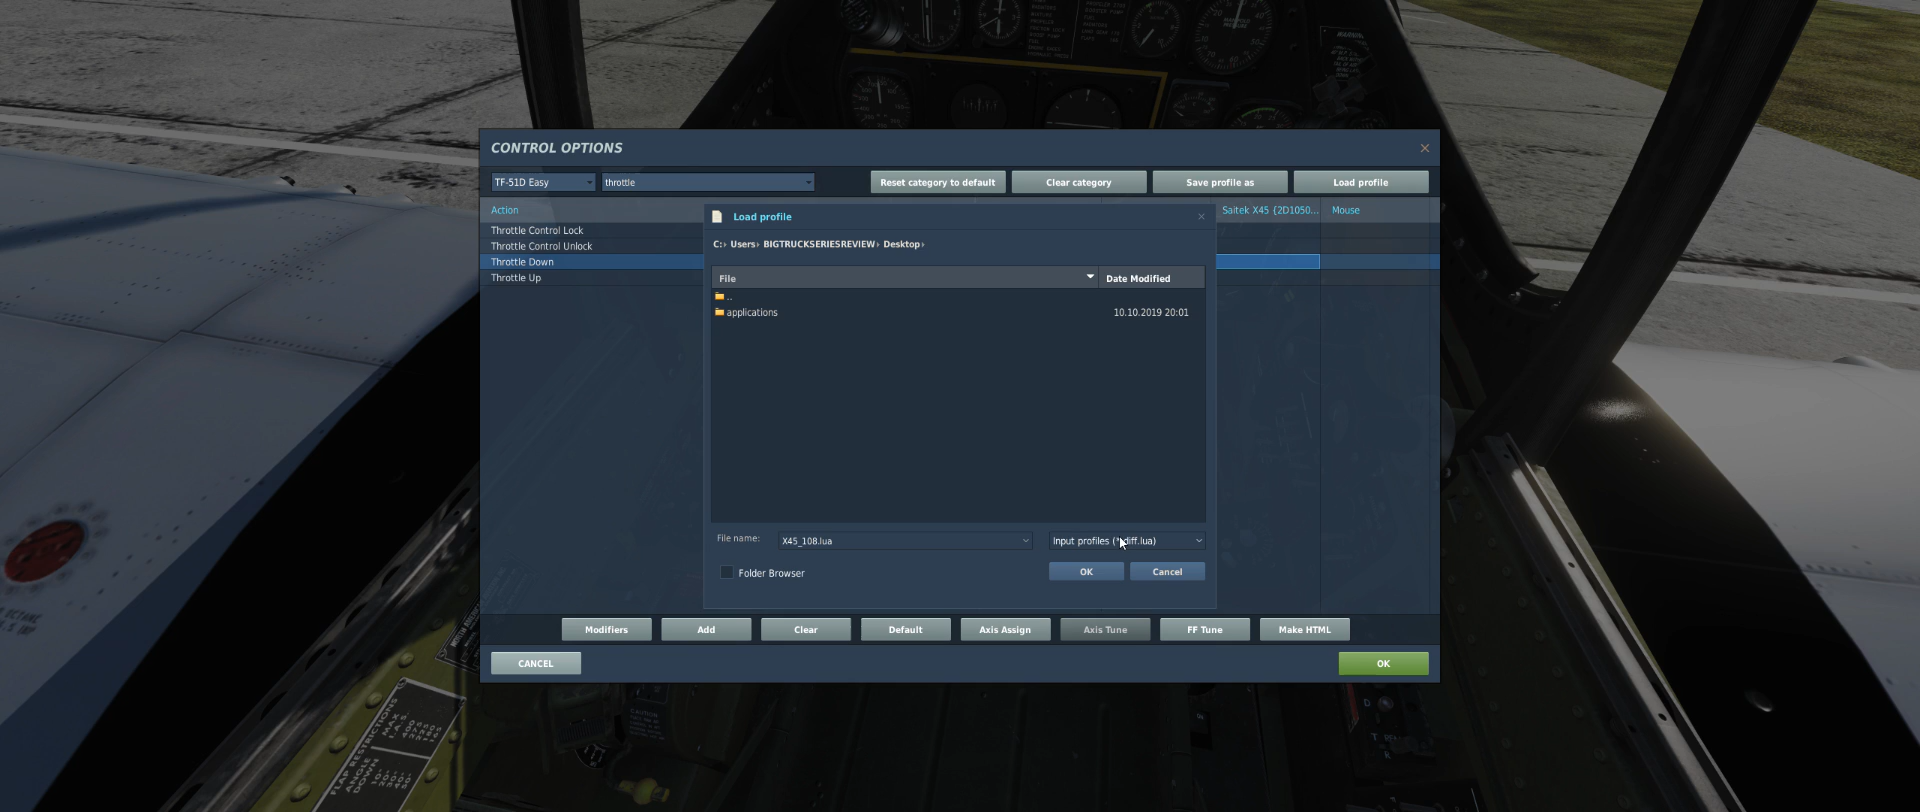 CONTROL OPTIONS
TF-51D Easy
throttle
Reset category to default
Clear category
Save profile as
Load profile
Action
Saitek X45 {2D1050...
Mouse
Throttle Control Lock
Throttle Control Unlock
Throttle Down
Throttle Up
Load profile
C: Users BIGTRUCKSERIESREVIEW Desktop
File
Date Modified
..
applications
10.10.2019 20:01
File name:
X45_108.lua
Input profiles (*.diff.lua)
Folder Browser
OK
Cancel
Modifiers
Add
Clear
Default
Axis Assign
Axis Tune
FF Tune
Make HTML
CANCEL
OK
FLAP RESTRICTIONS